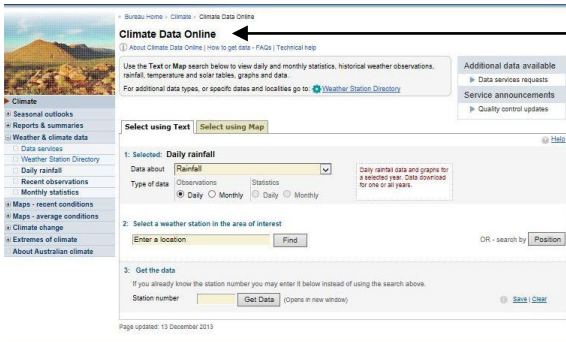 Bureau Home > Climate > Climate Data Online
Climate Data Online
About Climate Data Online | How to get data - FAQs | Technical help
Use the Text or Map search below to view daily and monthly statistics, historical weather observations,
rainfall, temperature and solar tables, graphs and data.
For additional data types, or specifc dates and localities go to: Weather Station Directory
Additional data available
Data services requests
Service announcements
Quality control updates
Climate
Seasonal outlooks
Reports & summaries
Weather & climate data
Data services
Weather Station Directory
Daily rainfall
Recent observations
Monthly statistics
Maps - recent conditions
Maps - average conditions
Climate change
Extremes of climate
About Australian climate
Select using Text
Select using Map
Help
1: Selected: Daily rainfall
Data about Rainfall
Type of data Observations Statistics
Daily Monthly Daily Monthly
Daily rainfall data and graphs for
a selected year. Data download
for one or all years.
2: Select a weather station in the area of interest
Enter a location Find OR - search by Position
3: Get the data
If you already know the station number you may enter it below instead of using the search above.
Station number Get Data (Opens in new window) Save | Clear
Page updated: 13 December 2013